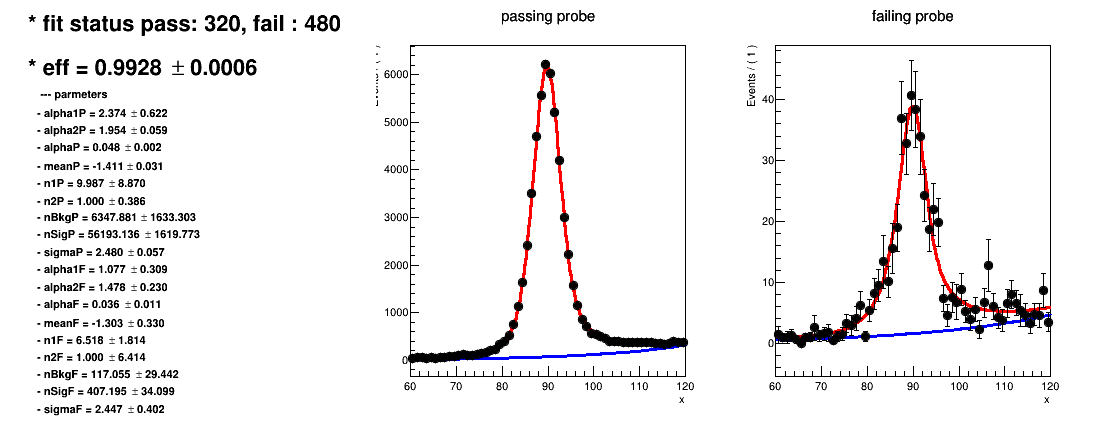 * fit status pass: 320, fail : 480
* eff = 0.9928 ± 0.0006
--- parmeters
- alpha1P = 2.374 ± 0.622
- alpha2P = 1.954 ± 0.059
- alphaP = 0.048 ± 0.002
- meanP = -1.411 ± 0.031
- n1P = 9.987 ± 8.870
- n2P = 1.000 ± 0.386
- nBkgP = 6347.881 ± 1633.303
- nSigP = 56193.136 ± 1619.773
- sigmaP = 2.480 ± 0.057
- alpha1F = 1.077 ± 0.309
- alpha2F = 1.478 ± 0.230
- alphaF = 0.036 ± 0.011
- meanF = -1.303 ± 0.330
- n1F = 6.518 ± 1.814
- n2F = 1.000 ± 6.414
- nBkgF = 117.055 ± 29.442
- nSigF = 407.195 ± 34.099
- sigmaF = 2.447 ± 0.402
passing probe
6000
5000
4000
3000
2000
1000
0
60 70 80 90 100 110 120
x
failing probe
Events / ( 1 )
40
30
20
10
0
60 70 80 90 100 110 120
x